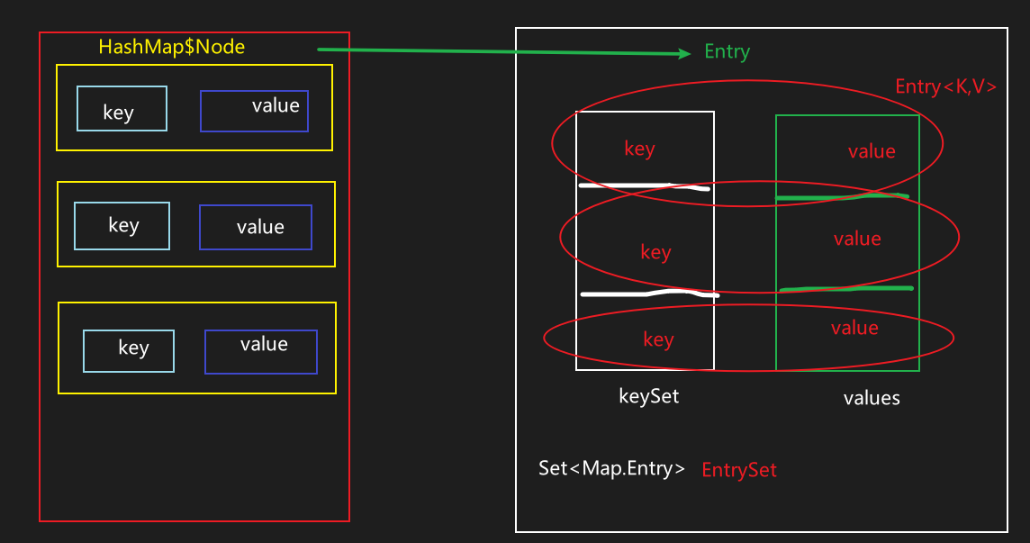 HashMap$Node
key value
key value
key value
Entry
Entry<K,V>
key value
key value
key value
keySet values
Set<Map.Entry> EntrySet